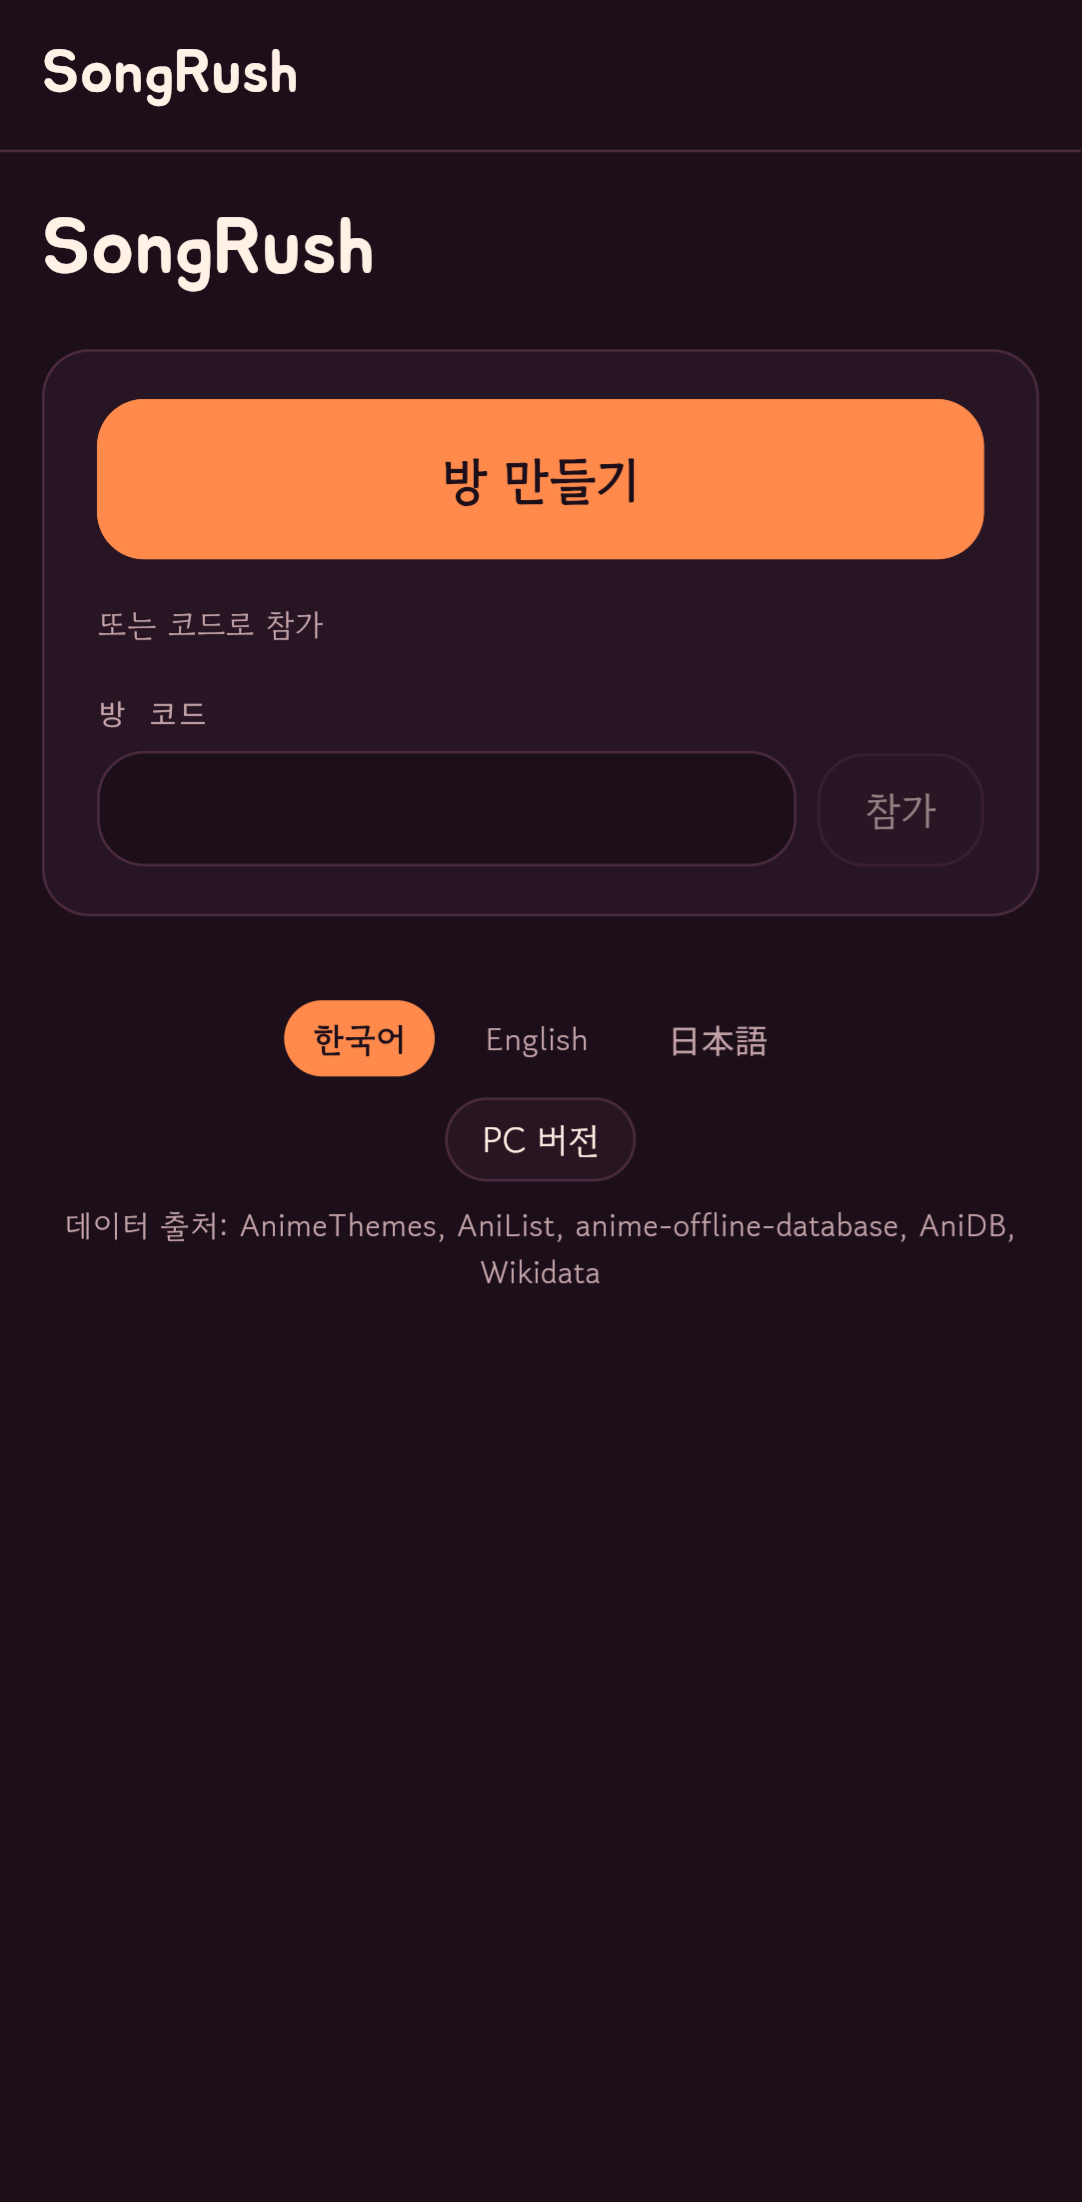 SongRush
SongRush
방 만들기
또는 코드로 참가
방 코드
참가
한국어 English 日本語
PC 버전
데이터 출처: AnimeThemes, AniList, anime-offline-database, AniDB,
Wikidata